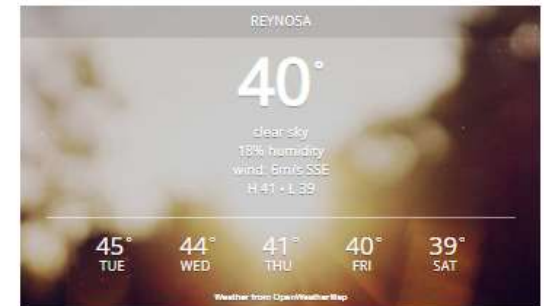 REYNOSA
40°
clear sky
18% humidity
wind: 6m/s SSE
H 41 • L 39
45° 44° 41° 40° 39°
TUE WED THU FRI SAT
Weather from OpenWeatherMap